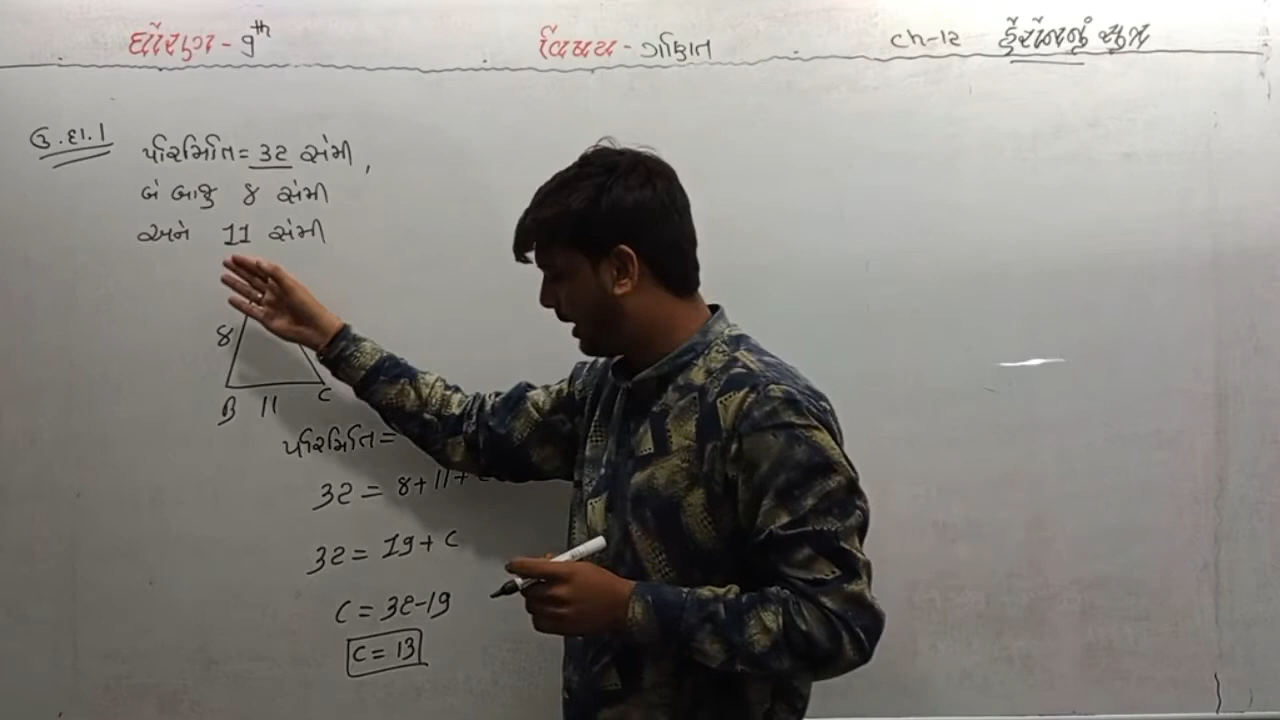 ધોરણ - 9th
વિષય - ગણિત
Ch-12 હેરોનનું સુત્ર
ઉ.દા.1
પરિમિતિ = 32 સેમી,
બે બાજુ 8 સેમી
અને 11 સેમી
8
B 11 C
પરિમિતિ =
32 = 8+11+
32 = 19+C
C = 32-19
C = 13